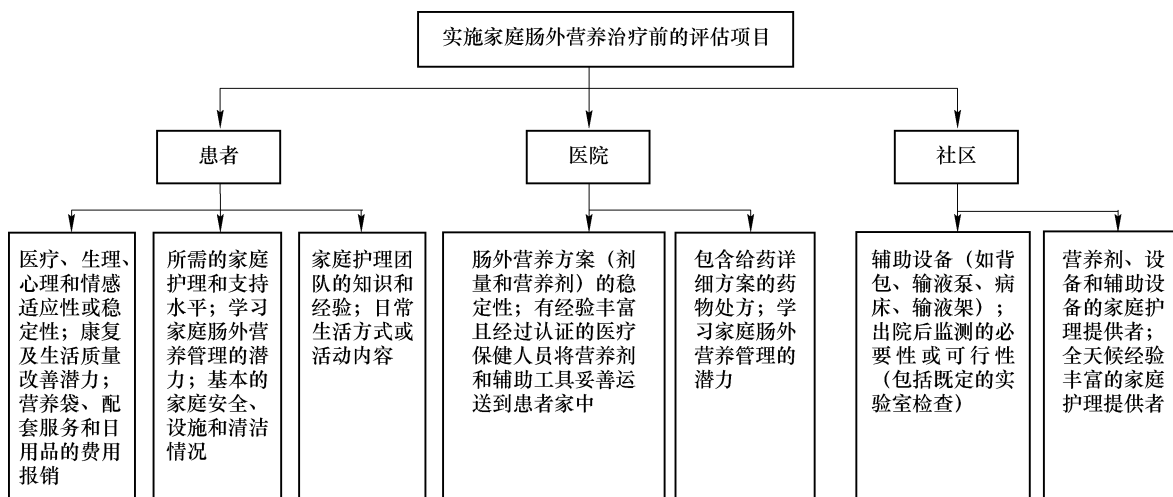 实施家庭肠外营养治疗前的评估项目
患者
医院
社区
医疗、生理、
心理和情感
适应性或稳
定性；康复
及生活质量
改善潜力；
营养袋、配
套服务和日
用品的费用
报销
所需的家庭
护理和支持
水平；学习
家庭肠外营
养管理的潜
力；基本的
家庭安全、
设施和清洁
情况
家庭护理团
队的知识和
经验；日常
生活方式或
活动内容
肠外营养方案（剂
量和营养剂）的稳
定性；有经验丰富
且经过认证的医疗
保健人员将营养剂
和辅助工具妥善运
送到患者家中
包含给药详
细方案的药
物处方；学
习家庭肠外
营养管理的
潜力
辅助设备（如背
包、输液泵、病
床、输液架）；
出院后监测的必
要性或可行性
（包括既定的实
验室检查）
营养剂、设
备和辅助设
备的家庭护
理提供者；
全天候经验
丰富的家庭
护理提供者